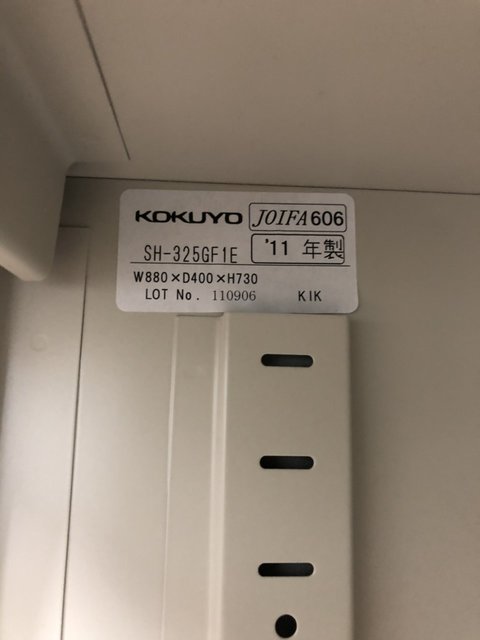 KOKUYO JOIFA606
SH-325GF1E '11 年製
W880×D400×H730
LOT No. 110906 KIK